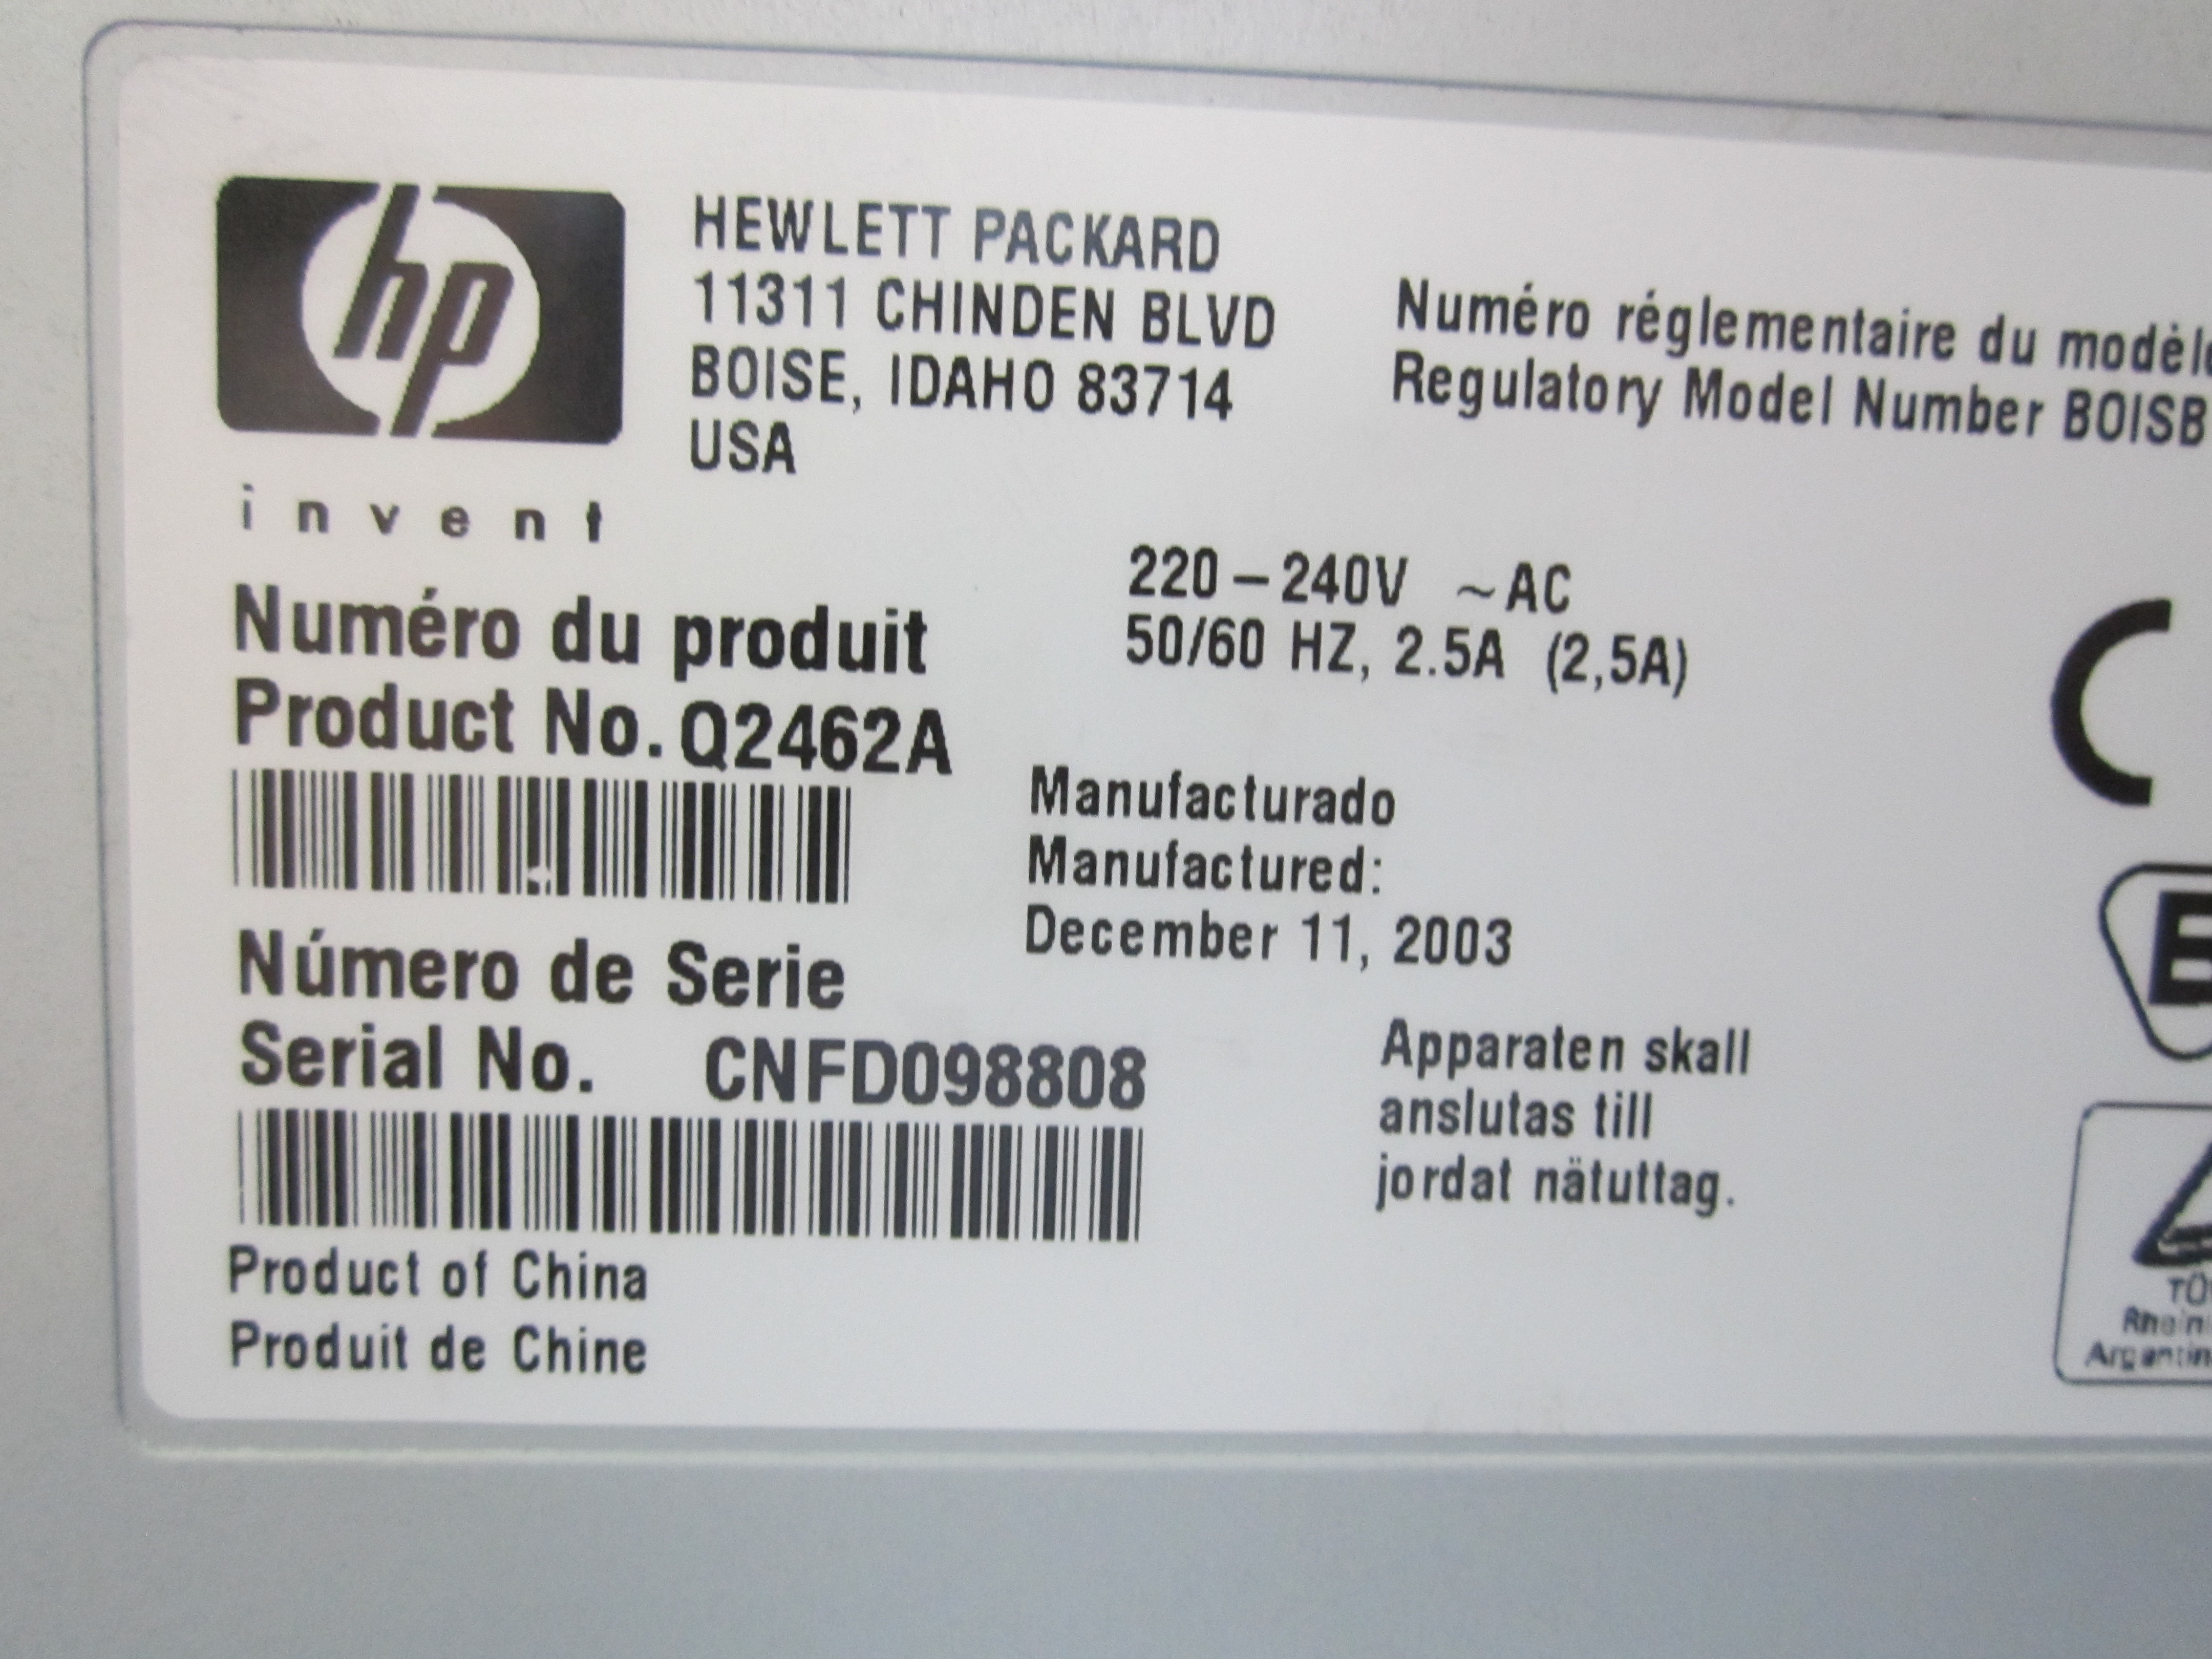 hp
invent
HEWLETT PACKARD
11311 CHINDEN BLVD
BOISE, IDAHO 83714
USA
Numéro réglementaire du modèl
Regulatory Model Number BOISB
220-240V ~AC
50/60 HZ, 2.5A (2,5A)
Numéro du produit
Product No. Q2462A
Manufacturado
Manufactured:
December 11, 2003
Número de Serie
Serial No. CNFD098808
Apparaten skall
anslutas till
jordat nätuttag.
Product of China
Produit de Chine